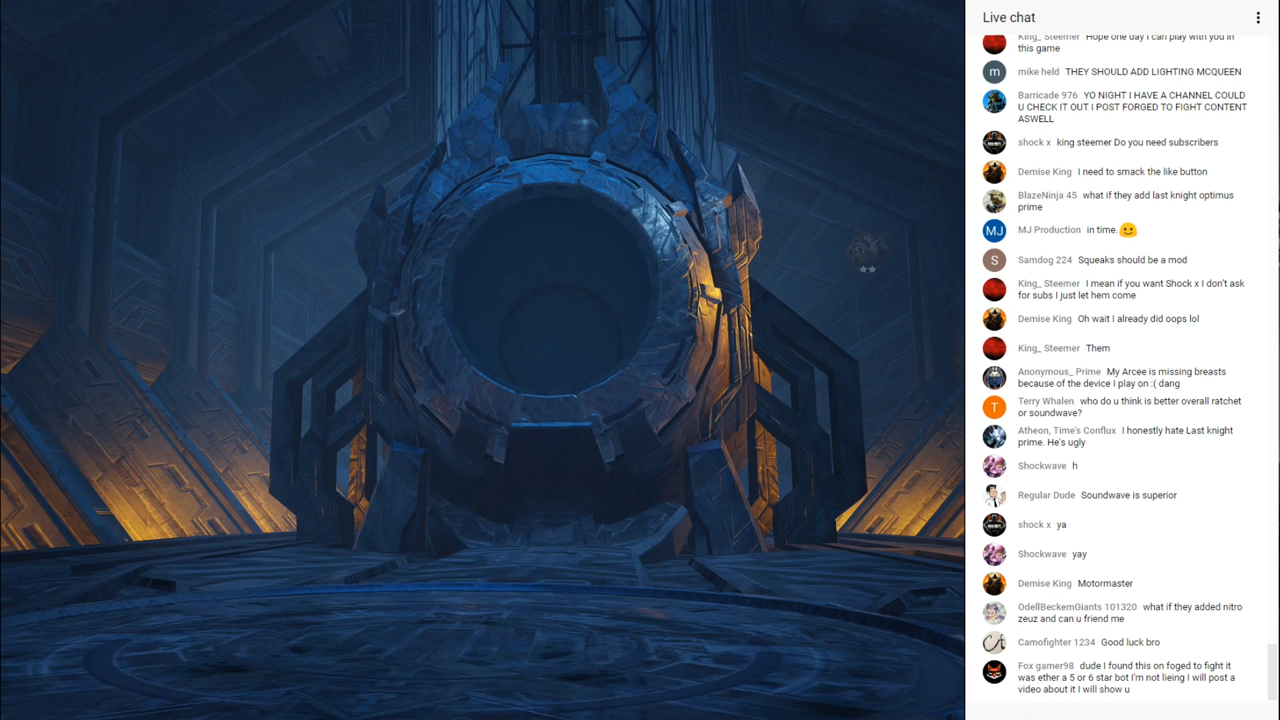 Live chat
King_ Steemer Hope one day I can play with you in
this game
mike held THEY SHOULD ADD LIGHTING MCQUEEN
Barricade 976 YO NIGHT I HAVE A CHANNEL COULD
U CHECK IT OUT I POST FORGED TO FIGHT CONTENT
ASWELL
shock x king steemer Do you need subscribers
Demise King I need to smack the like button
BlazeNinja 45 what if they add last knight optimus
prime
MJ MJ Production in time.
S Samdog 224 Squeaks should be a mod
King_ Steemer I mean if you want Shock x I don't ask
for subs I just let hem come
Demise King Oh wait I already did oops lol
King_ Steemer Them
Anonymous_ Prime My Arcee is missing breasts
because of the device I play on :( dang
T Terry Whalen who do u think is better overall ratchet
or soundwave?
Atheon, Time's Conflux I honestly hate Last knight
prime. He's ugly
Shockwave h
Regular Dude Soundwave is superior
shock x ya
Shockwave yay
Demise King Motormaster
OdellBeckemGiants 101320 what if they added nitro
zeuz and can u friend me
Camofighter 1234 Good luck bro
Fox gamer98 dude I found this on foged to fight it
was ether a 5 or 6 star bot I'm not lieing I will post a
video about it I will show u